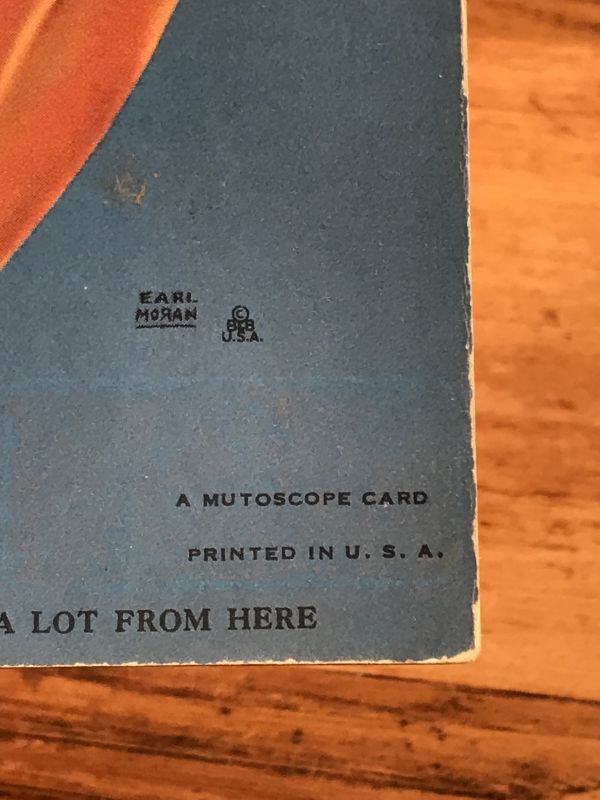 EARL
MORAN
©
B&B
U.S.A.
A MUTOSCOPE CARD
PRINTED IN U. S. A.
A LOT FROM HERE